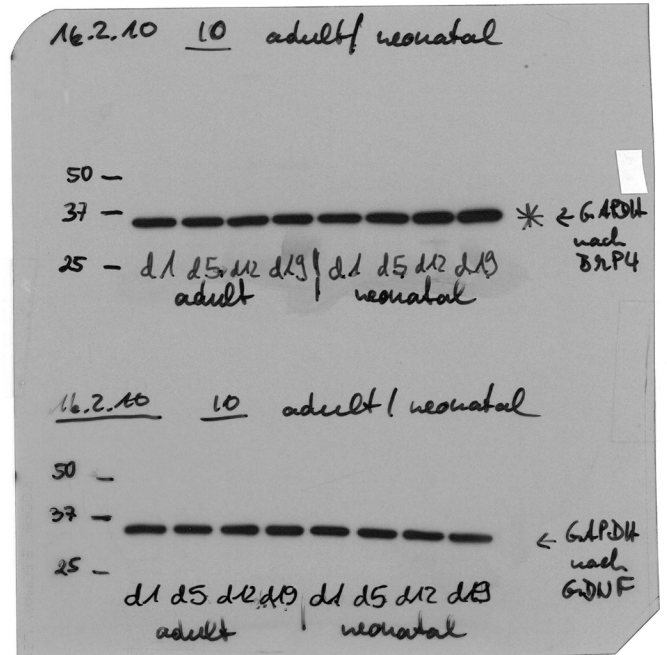 16.2.10 10 adult/ neonatal
50 –
37 – * ← GAPDH
nach
BRP4
25 – d1 d5 d12 d19 | d1 d5 d12 d19
adult neonatal
16.2.10 10 adult/ neonatal
50 –
37 –
← GAPDH
nach
GDNF
25 –
d1 d5 d12 d19 | d1 d5 d12 d19
adult neonatal